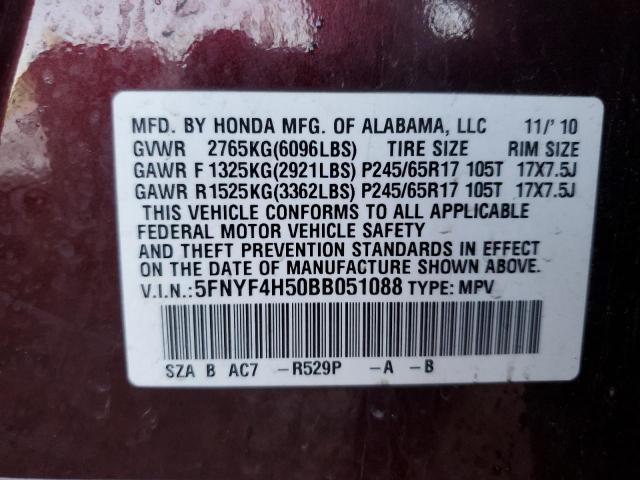 MFD. BY HONDA MFG. OF ALABAMA, LLC 11/'10
GVWR 2765KG(6096LBS) TIRE SIZE RIM SIZE
GAWR F 1325KG(2921LBS) P245/65R17 105T 17X7.5J
GAWR R 1525KG(3362LBS) P245/65R17 105T 17X7.5J
THIS VEHICLE CONFORMS TO ALL APPLICABLE
FEDERAL MOTOR VEHICLE SAFETY
AND THEFT PREVENTION STANDARDS IN EFFECT
ON THE DATE OF MANUFACTURE SHOWN ABOVE.
V.I.N.:5FNYF4H50BB051088 TYPE: MPV
SZA B AC7 -R529P -A -B